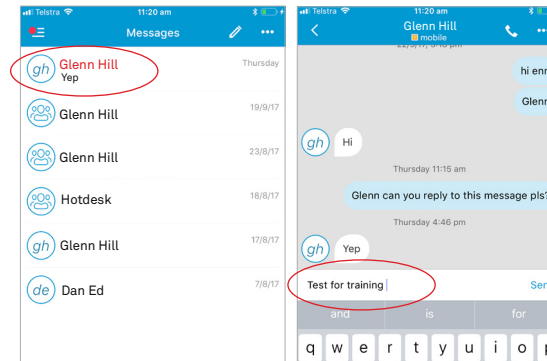 Telstra 11:20 am
Messages
gh Glenn Hill Thursday
Yep
Glenn Hill 19/9/17
Glenn Hill 23/8/17
Hotdesk 18/8/17
gh Glenn Hill 17/8/17
de Dan Ed 7/8/17
Telstra 11:20 am
Glenn Hill
mobile
hi enn
Glenn
gh Hi
Thursday 11:15 am
Glenn can you reply to this message pls?
Thursday 4:46 pm
gh Yep
Test for training Sen
and is for
q w e r t y u i o p